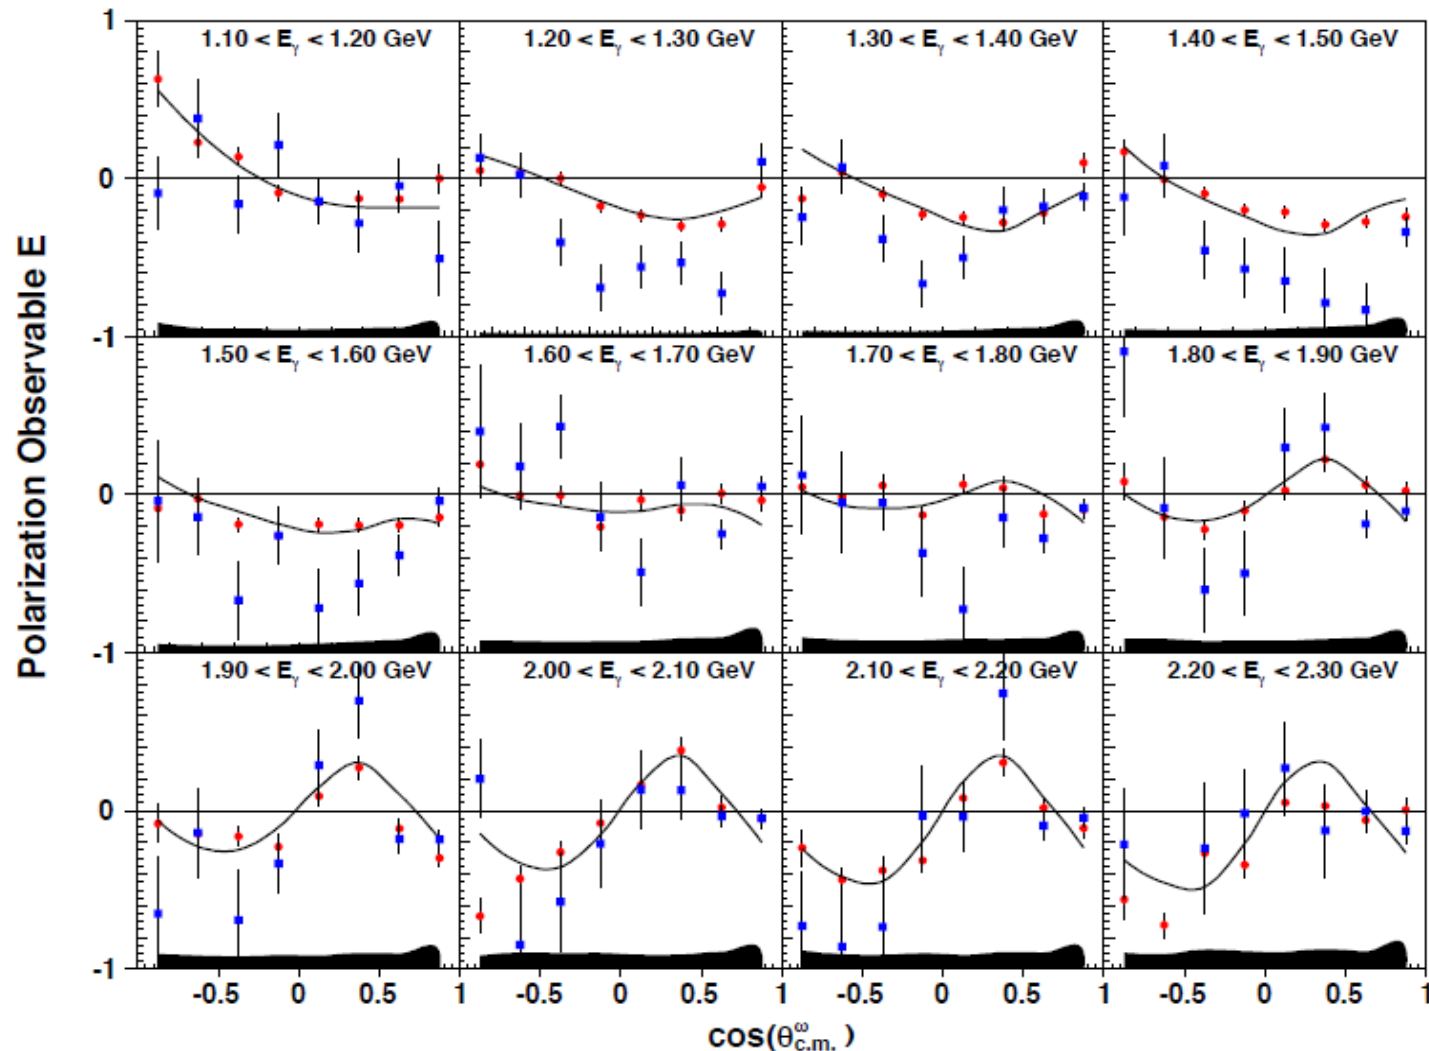 Polarization Observable E
1
1.10 < Eγ < 1.20 GeV
1.20 < Eγ < 1.30 GeV
1.30 < Eγ < 1.40 GeV
1.40 < Eγ < 1.50 GeV
0
-1
1.50 < Eγ < 1.60 GeV
1.60 < Eγ < 1.70 GeV
1.70 < Eγ < 1.80 GeV
1.80 < Eγ < 1.90 GeV
0
-1
1.90 < Eγ < 2.00 GeV
2.00 < Eγ < 2.10 GeV
2.10 < Eγ < 2.20 GeV
2.20 < Eγ < 2.30 GeV
0
-1
-0.5 0 0.5 1 -0.5 0 0.5 1 -0.5 0 0.5 1 -0.5 0 0.5 1
cos(θ^ω_c.m. )